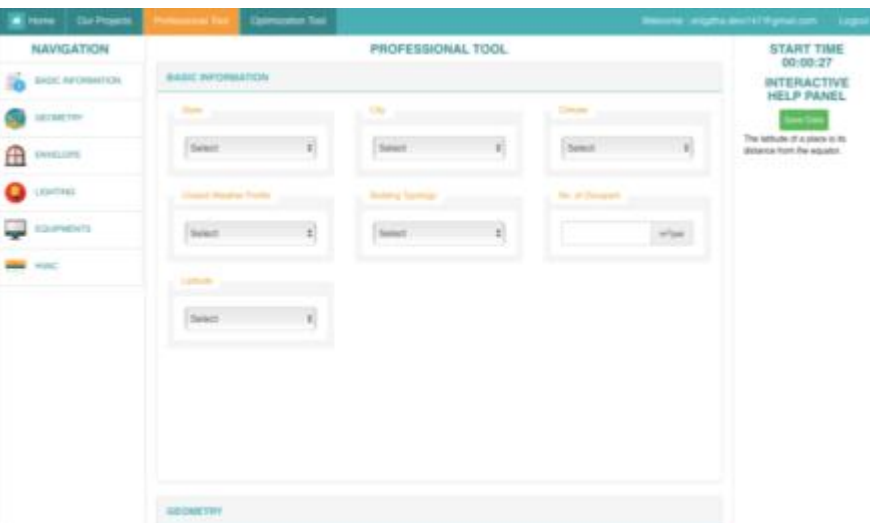 Home
Our Projects
Professional Tool
Optimization Tool
Welcome
Logout
NAVIGATION
BASIC INFORMATION
GEOMETRY
ENVELOPE
LIGHTING
EQUIPMENTS
HVAC
PROFESSIONAL TOOL
BASIC INFORMATION
State
Select
City
Select
Climate
Select
Closest Weather Profile
Select
Building Typology
Select
No. of Occupant
Latitude
Select
GEOMETRY
START TIME
00:00:27
INTERACTIVE
HELP PANEL
Save Data
The latitude of a place is its
distance from the equator.